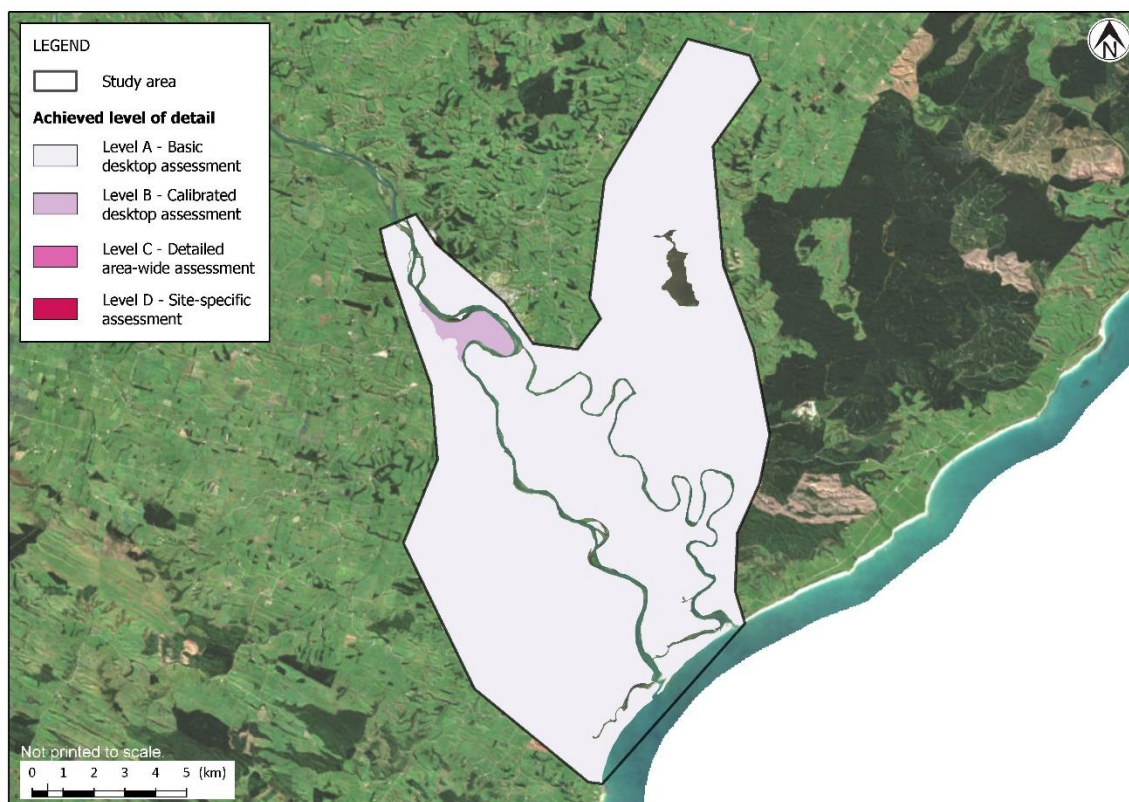 LEGEND
Study area
Achieved level of detail
Level A - Basic
desktop assessment
Level B - Calibrated
desktop assessment
Level C - Detailed
area-wide assessment
Level D - Site-specific
assessment
N
Not printed to scale.
0 1 2 3 4 5 (km)